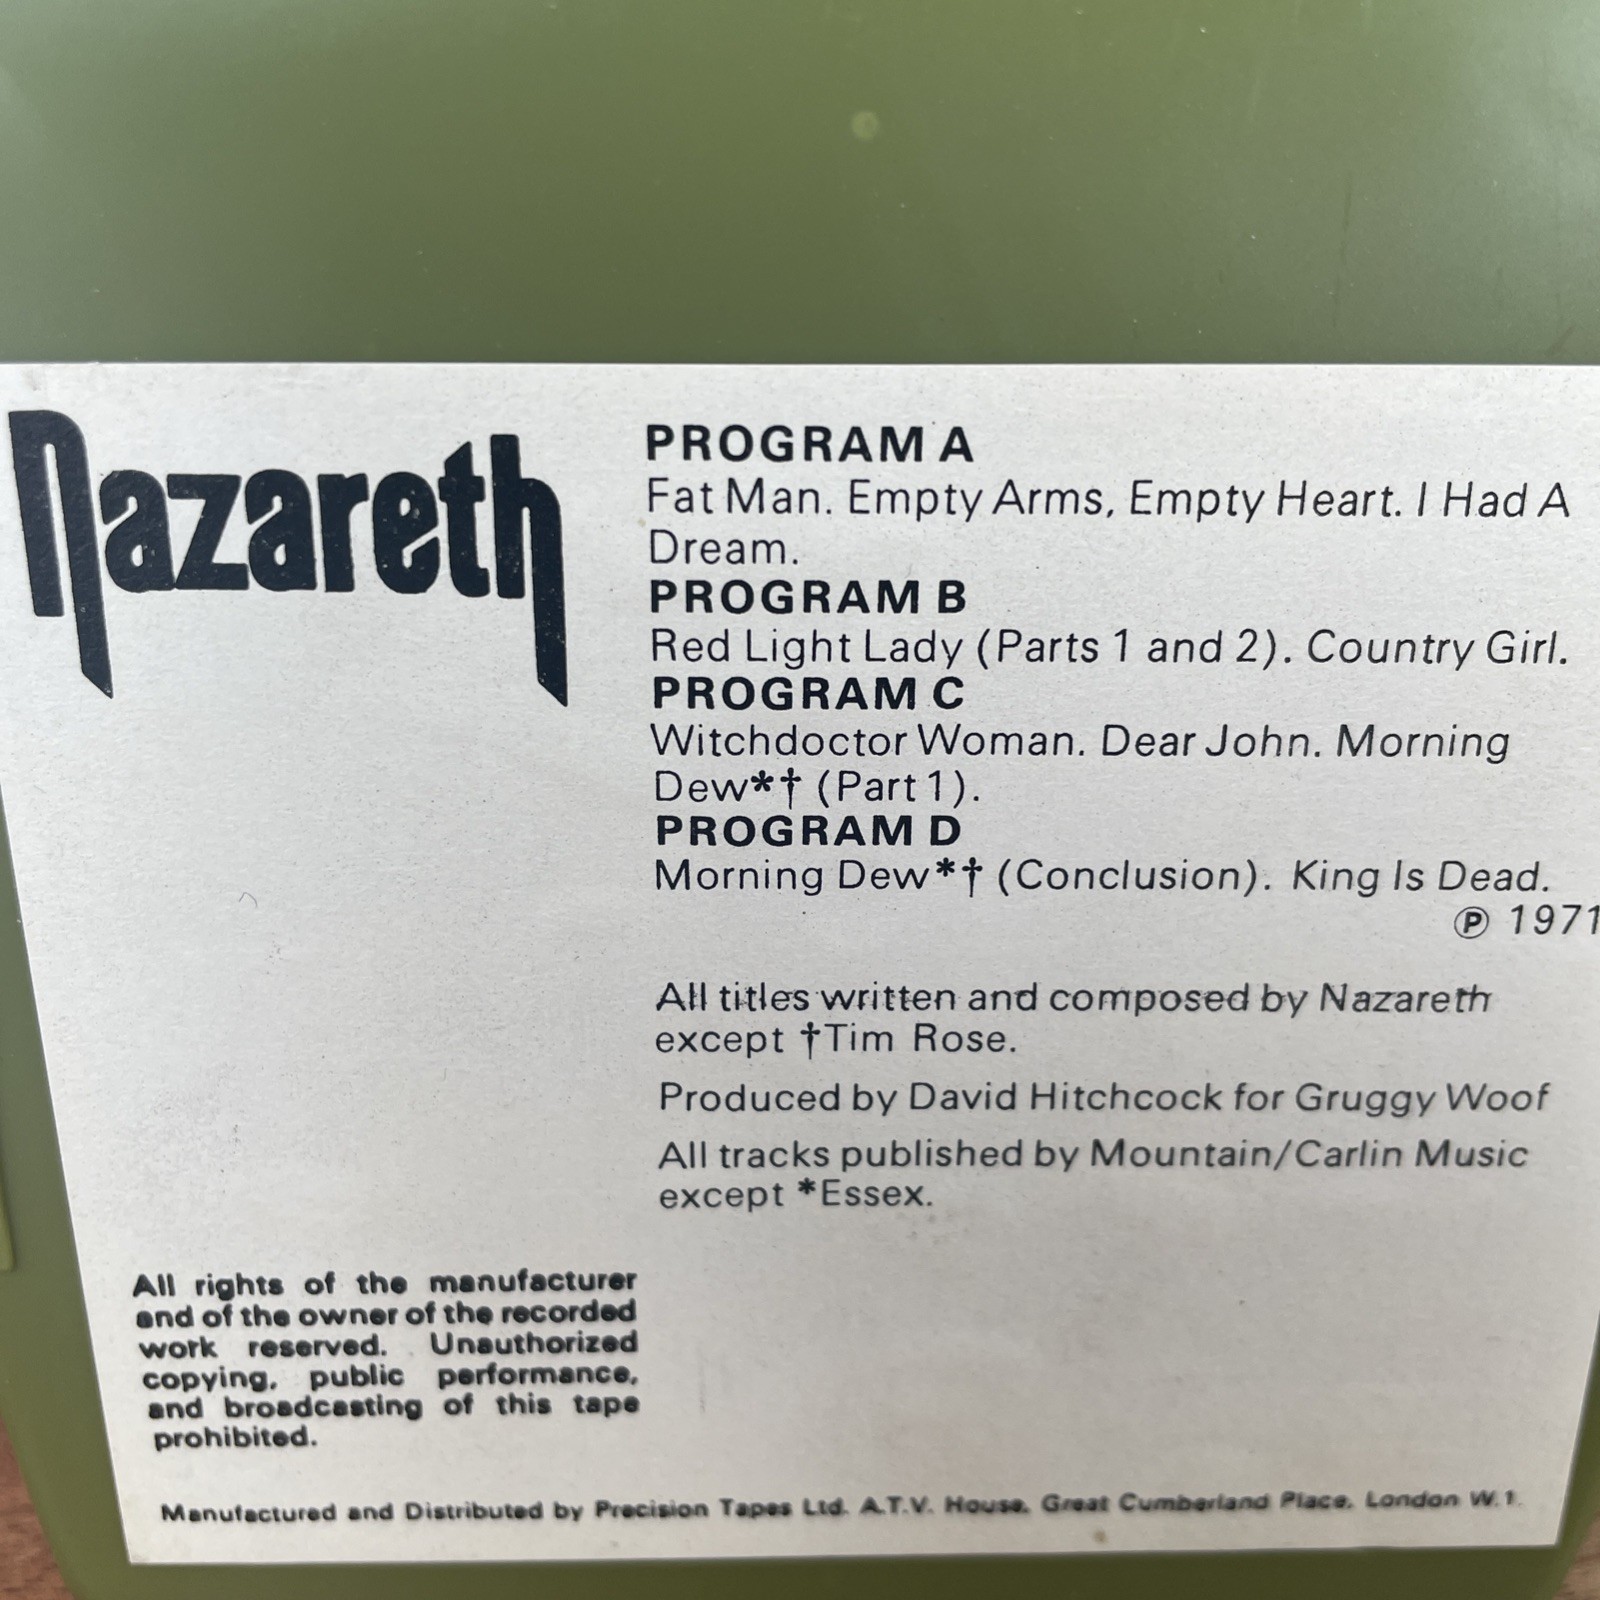 Nazareth
PROGRAM A
Fat Man. Empty Arms, Empty Heart. I Had A
Dream.
PROGRAM B
Red Light Lady (Parts 1 and 2). Country Girl.
PROGRAM C
Witchdoctor Woman. Dear John. Morning
Dew*† (Part 1).
PROGRAM D
Morning Dew*† (Conclusion). King Is Dead.
℗ 1971
All titles written and composed by Nazareth
except †Tim Rose.
Produced by David Hitchcock for Gruggy Woof
All tracks published by Mountain/Carlin Music
except *Essex.
All rights of the manufacturer
and of the owner of the recorded
work reserved. Unauthorized
copying, public performance,
and broadcasting of this tape
prohibited.
Manufactured and Distributed by Precision Tapes Ltd. A.T.V. House, Great Cumberland Place, London W.1.